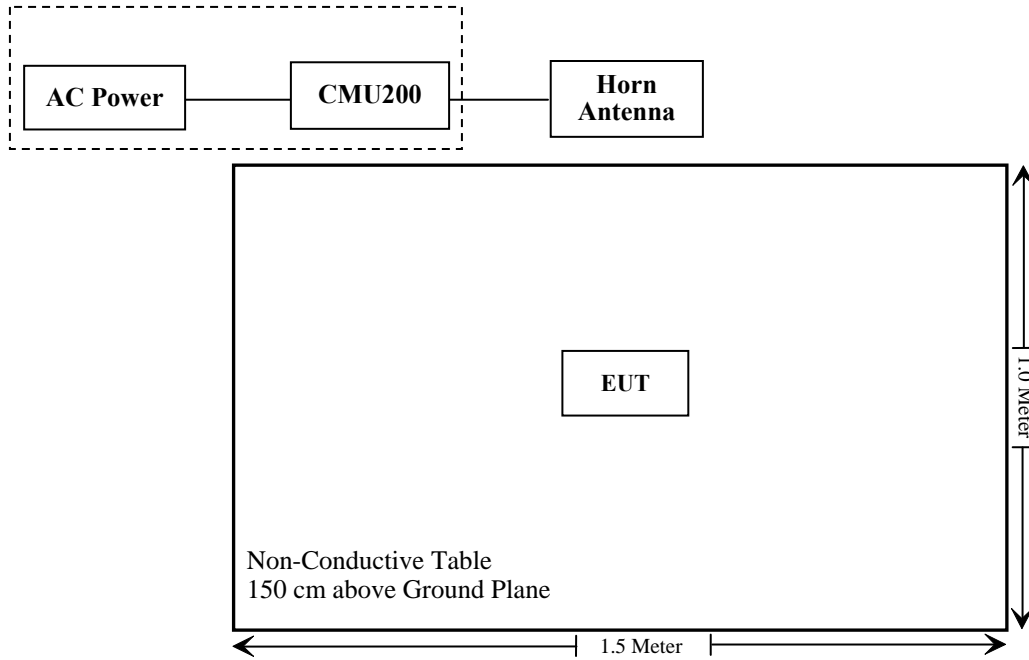 AC Power
CMU200
Horn
Antenna
EUT
1.0 Meter
Non-Conductive Table
150 cm above Ground Plane
1.5 Meter